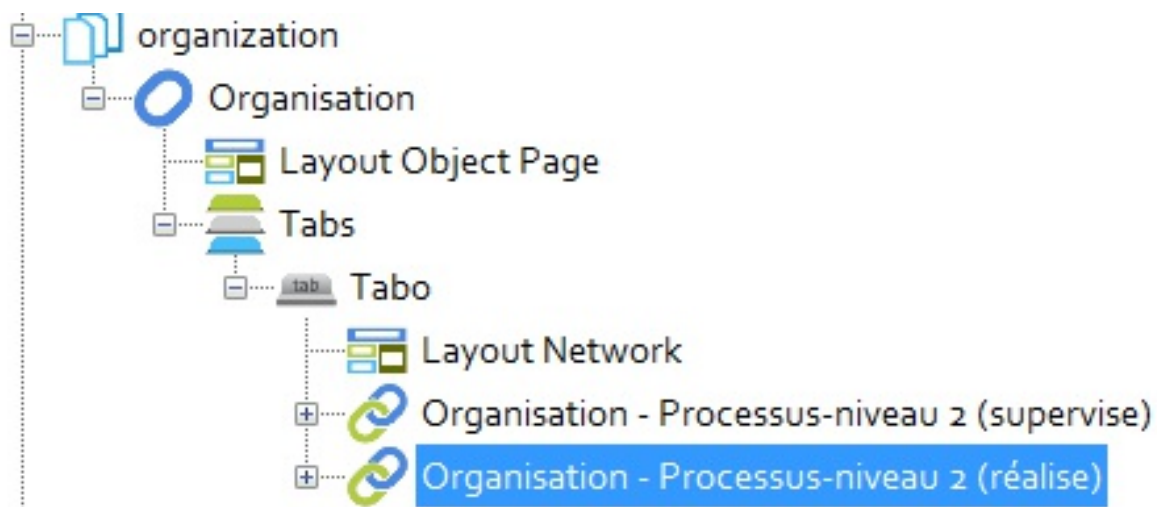 organization
Organisation
Layout Object Page
Tabs
tab Tabo
Layout Network
Organisation - Processus-niveau 2 (supervise)
Organisation - Processus-niveau 2 (réalise)